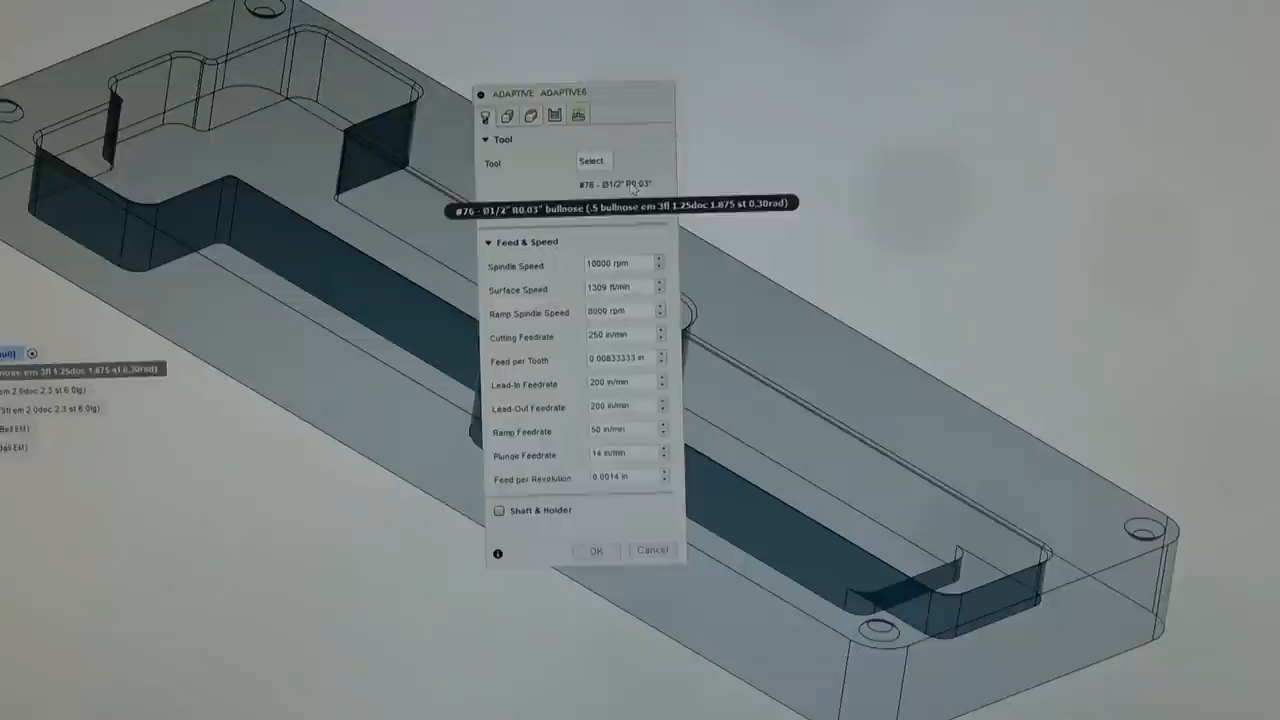 ADAPTIVE ADAPTIVE6
Tool
Tool Select
#76 - Ø1/2" R0.03"
#76 - Ø1/2" R0.03" bullnose (.5 bullnose em 3fl 1.25doc 1.875 st 0.30rad)
Feed & Speed
Spindle Speed 10000 rpm
Surface Speed 1309 ft/min
Ramp Spindle Speed 8000 rpm
Cutting Feedrate 250 in/min
Feed per Tooth 0.00833333 in
Lead-In Feedrate 200 in/min
Lead-Out Feedrate 200 in/min
Ramp Feedrate 50 in/min
Plunge Feedrate 14 in/min
Feed per Revolution 0.0014 in
Shaft & Holder
OK Cancel
nose em 3fl 1.25doc 1.875 st 0.30rad)
em 2.0doc 2.3 st 6.0lg)
3fl em 2.0doc 2.3 st 6.0lg)
Ball EM)
Ball EM)